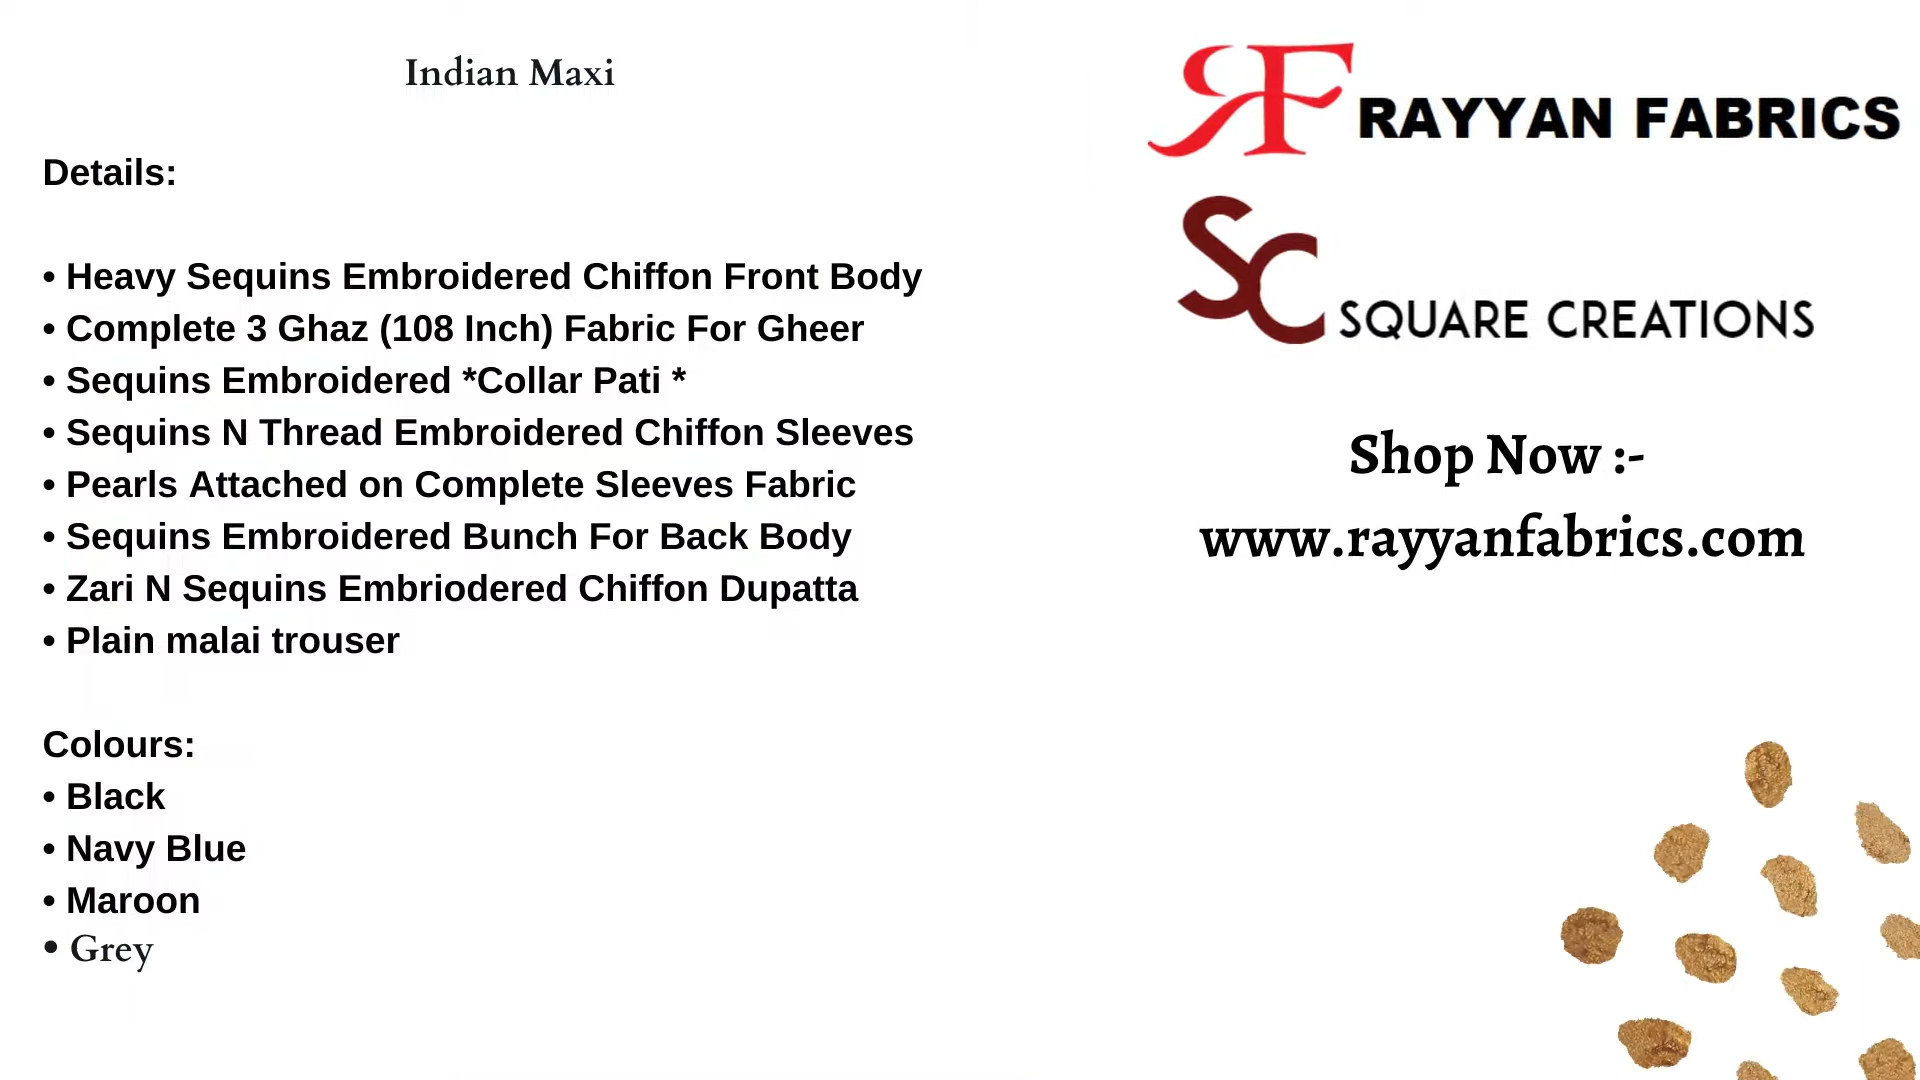 Indian Maxi
Details:
• Heavy Sequins Embroidered Chiffon Front Body
• Complete 3 Ghaz (108 Inch) Fabric For Gheer
• Sequins Embroidered *Collar Pati *
• Sequins N Thread Embroidered Chiffon Sleeves
• Pearls Attached on Complete Sleeves Fabric
• Sequins Embroidered Bunch For Back Body
• Zari N Sequins Embriodered Chiffon Dupatta
• Plain malai trouser
Colours:
• Black
• Navy Blue
• Maroon
• Grey
RF RAYYAN FABRICS
SC SQUARE CREATIONS
Shop Now :-
www.rayyanfabrics.com